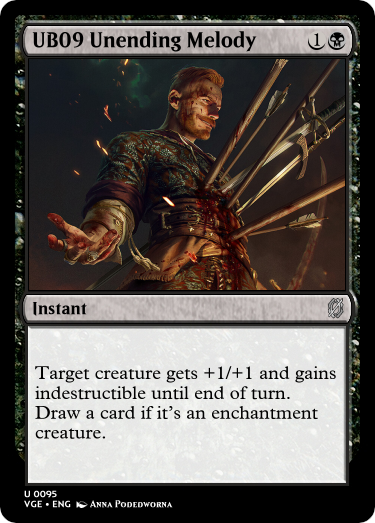 UB09 Unending Melody 1
Instant
Target creature gets +1/+1 and gains
indestructible until end of turn.
Draw a card if it's an enchantment
creature.
U 0095
VGE • ENG Anna Podedworna